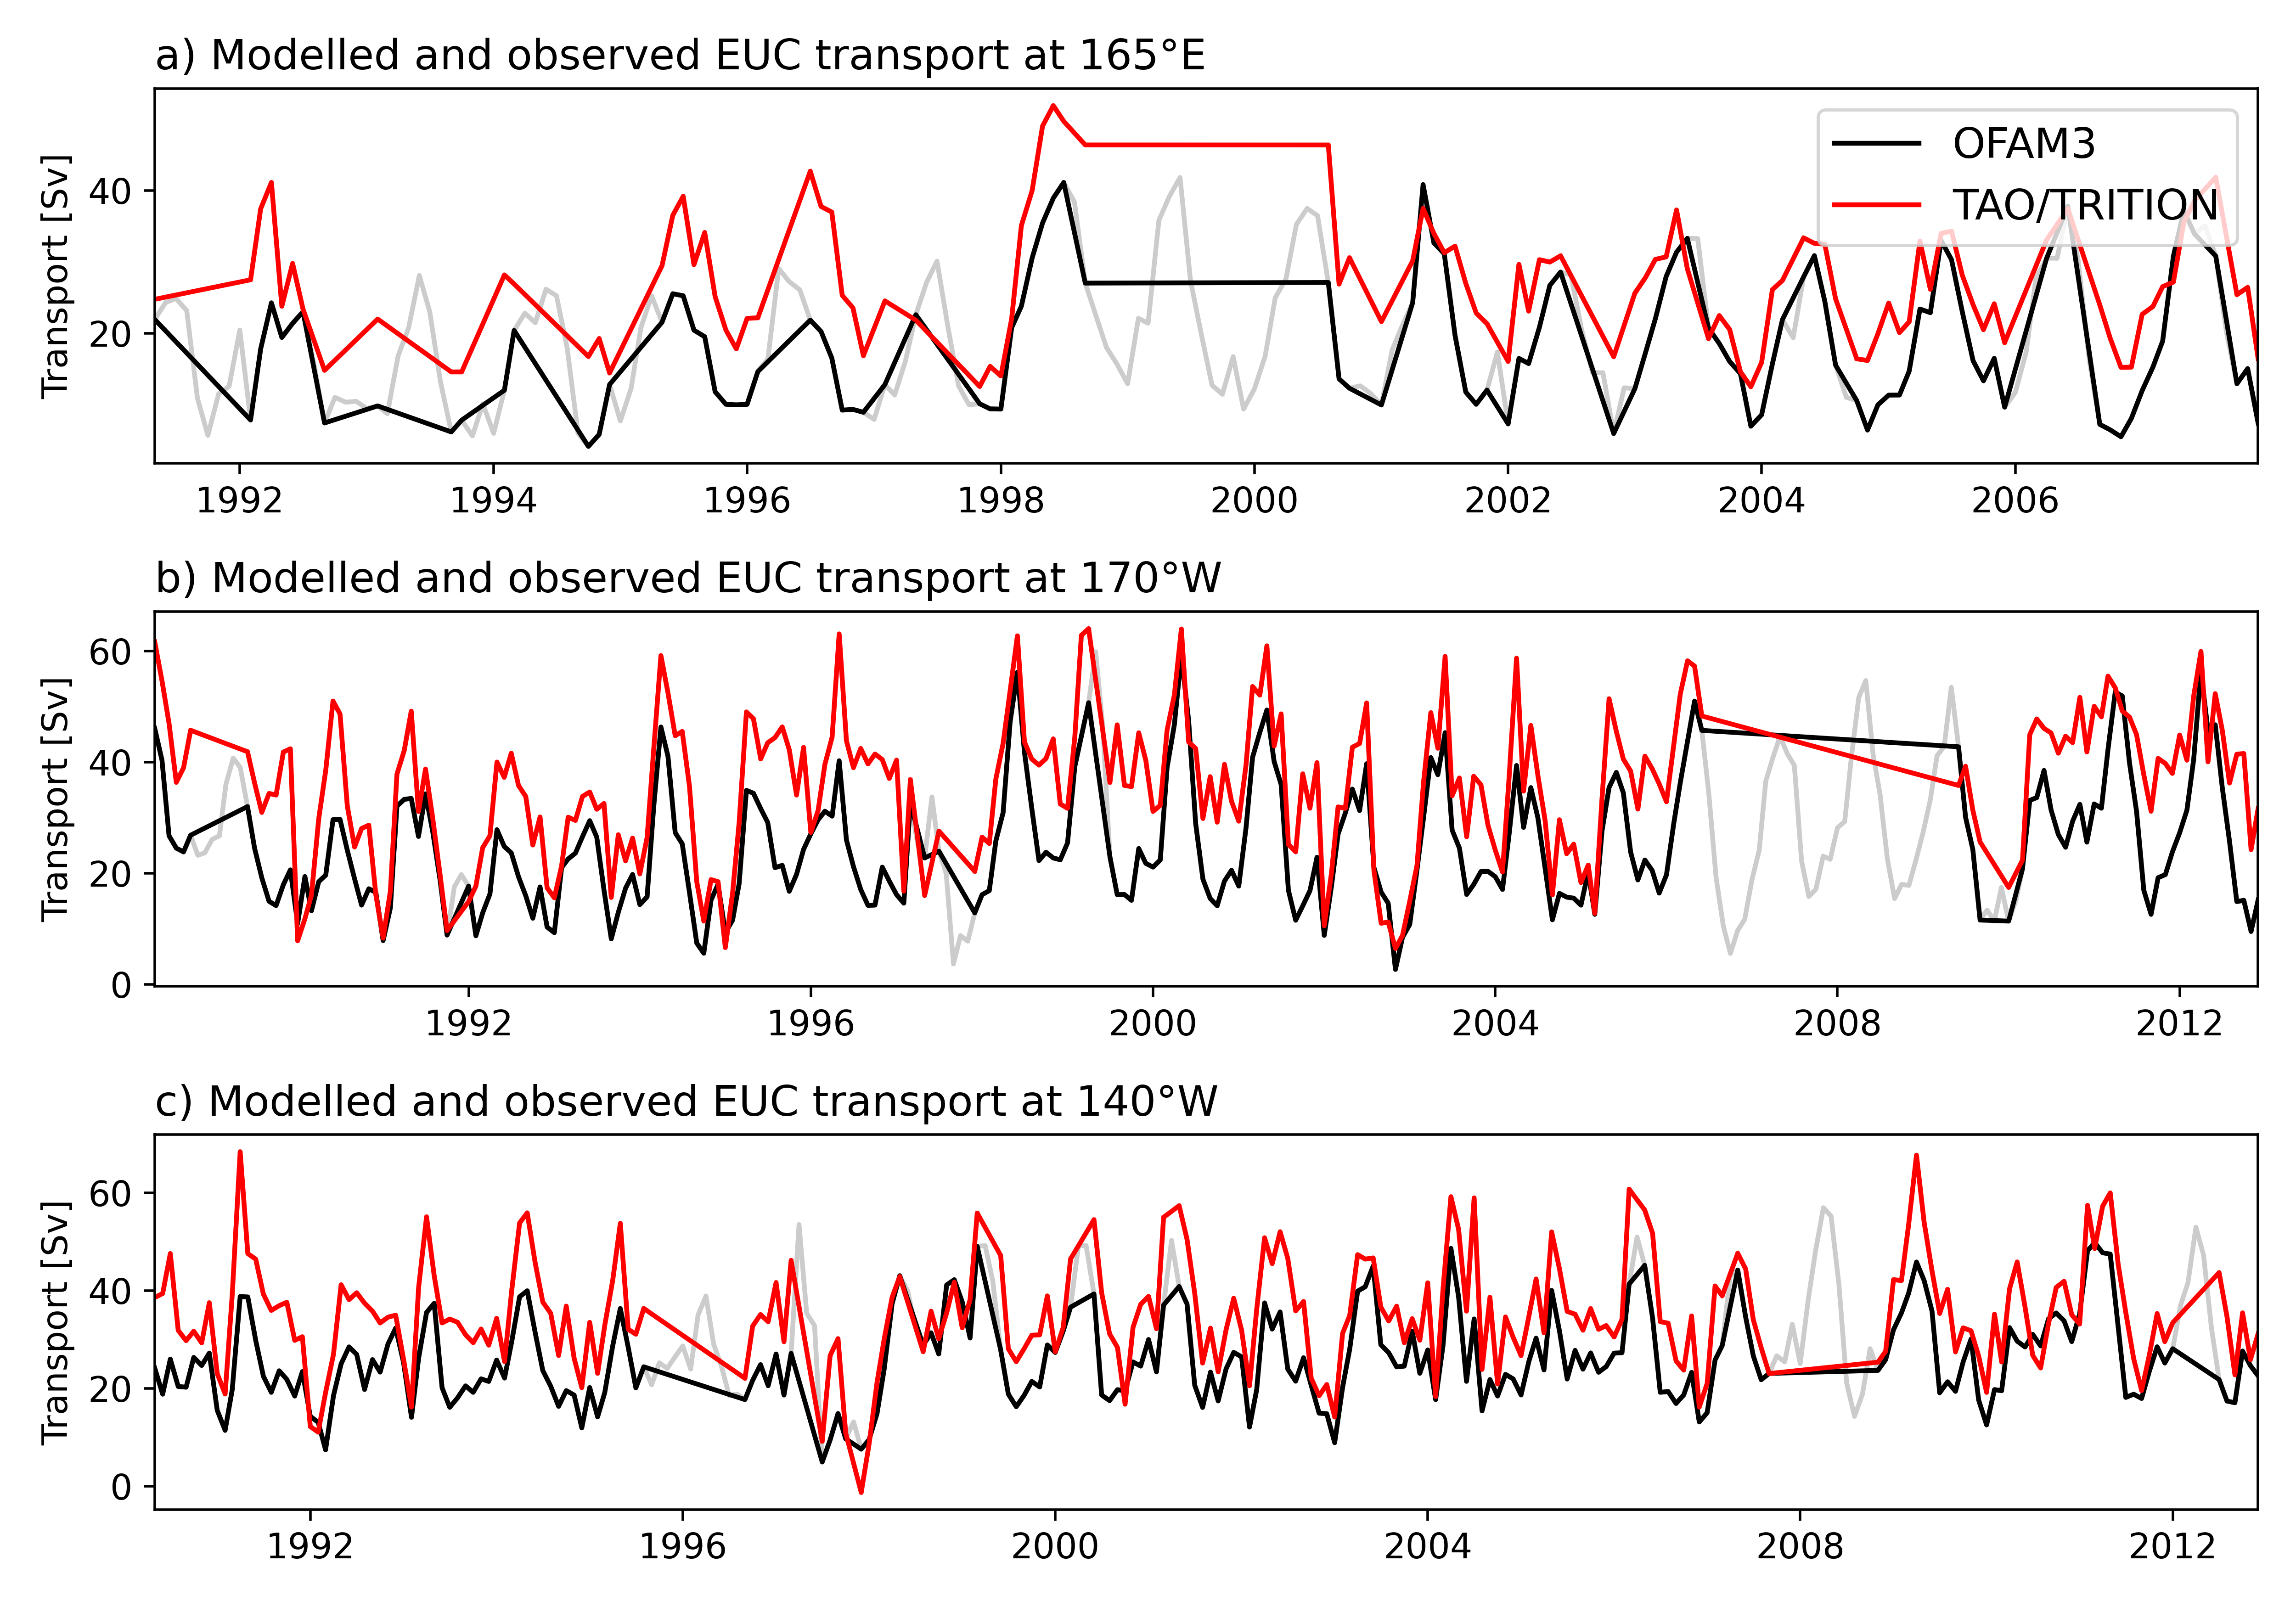 a) Modelled and observed EUC transport at 165°E
Transport [Sv]
40
20
OFAM3
TAO/TRITION
1992 1994 1996 1998 2000 2002 2004 2006
b) Modelled and observed EUC transport at 170°W
Transport [Sv]
60
40
20
0
1992 1996 2000 2004 2008 2012
c) Modelled and observed EUC transport at 140°W
Transport [Sv]
60
40
20
0
1992 1996 2000 2004 2008 2012